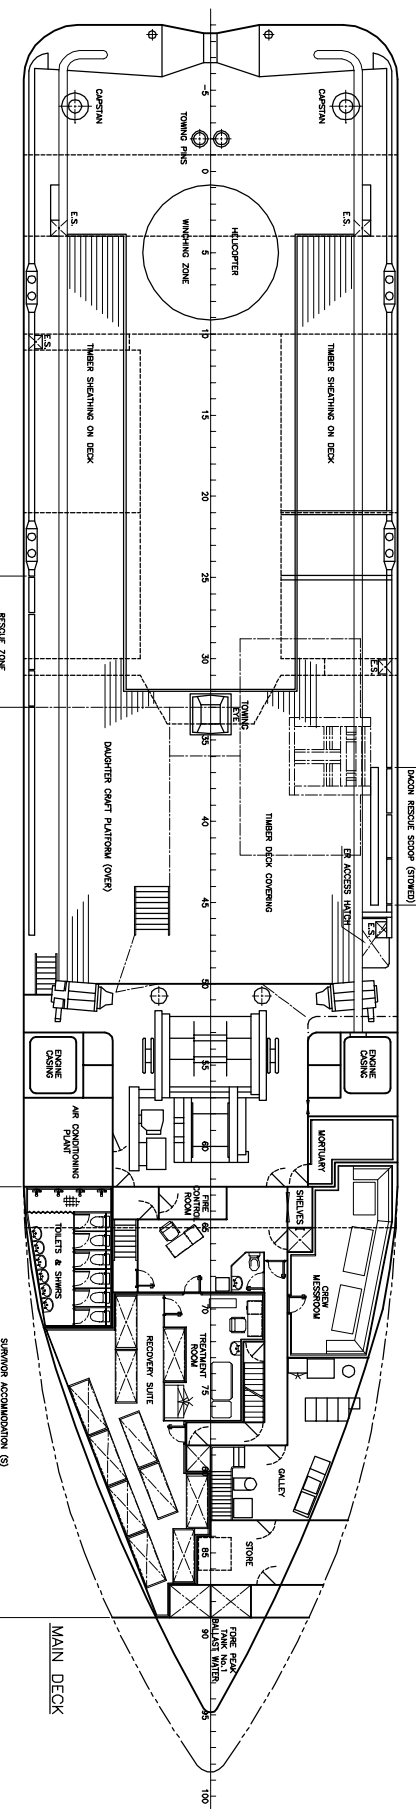 -5
CAPSTAN
CAPSTAN
TOWING PINS
0
E.S.
E.S.
HELICOPTER
WINCHING ZONE
5
10
E.S.
TIMBER SHEATHING ON DECK
TIMBER SHEATHING ON DECK
15
20
25
RESCUE ZONE
30
E.S.
TOWING
EYE
35
DACON RESCUE SCOOP (STOWED)
DAUGHTER CRAFT PLATFORM (OVER)
TIMBER DECK COVERING
40
ER ACCESS HATCH
45
E.S.
50
ENGINE
CASING
ENGINE
CASING
55
AIR CONDITIONING
PLANT
60
MORTUARY
SHELVES
FIRE
CONTROL
ROOM
65
TOILETS & SHWRS
CREW
MESSROOM
70
TREATMENT
ROOM
RECOVERY SUITE
75
GALLEY
STORE
85
SURVIVOR ACCOMMODATION (S)
FORE PEAK
TANK No.1
(BALLAST WATER)
90
MAIN DECK
95
100